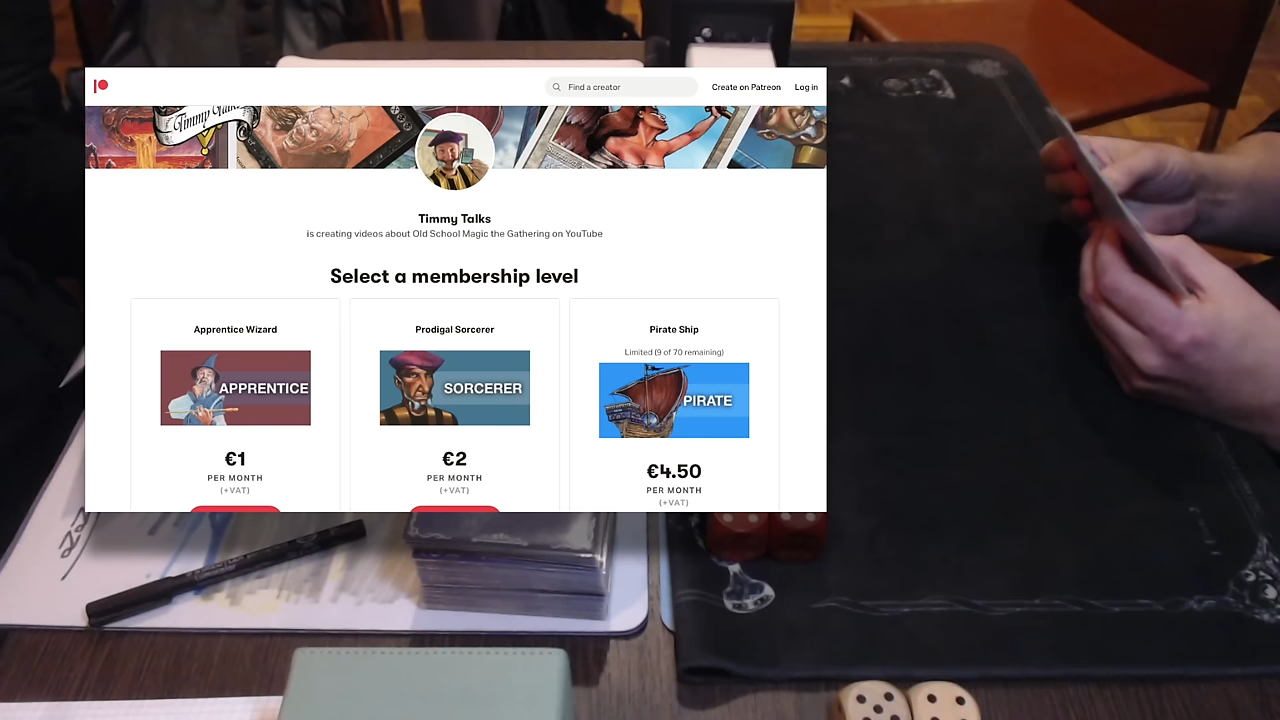 Find a creator
Create on Patreon
Log in
Timmy Talks
Timmy Talks
is creating videos about Old School Magic the Gathering on YouTube
Select a membership level
Apprentice Wizard
APPRENTICE
€1
PER MONTH
(+VAT)
Prodigal Sorcerer
SORCERER
€2
PER MONTH
(+VAT)
Pirate Ship
Limited (9 of 70 remaining)
PIRATE
€4.50
PER MONTH
(+VAT)